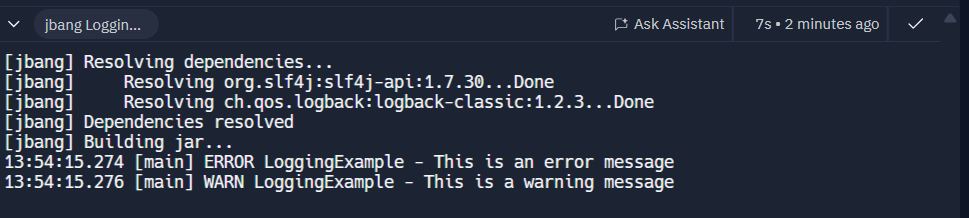 jbang Loggin...
Ask Assistant
7s • 2 minutes ago
[jbang] Resolving dependencies...
[jbang]     Resolving org.slf4j:slf4j-api:1.7.30...Done
[jbang]     Resolving ch.qos.logback:logback-classic:1.2.3...Done
[jbang] Dependencies resolved
[jbang] Building jar...
13:54:15.274 [main] ERROR LoggingExample - This is an error message
13:54:15.276 [main] WARN LoggingExample - This is a warning message